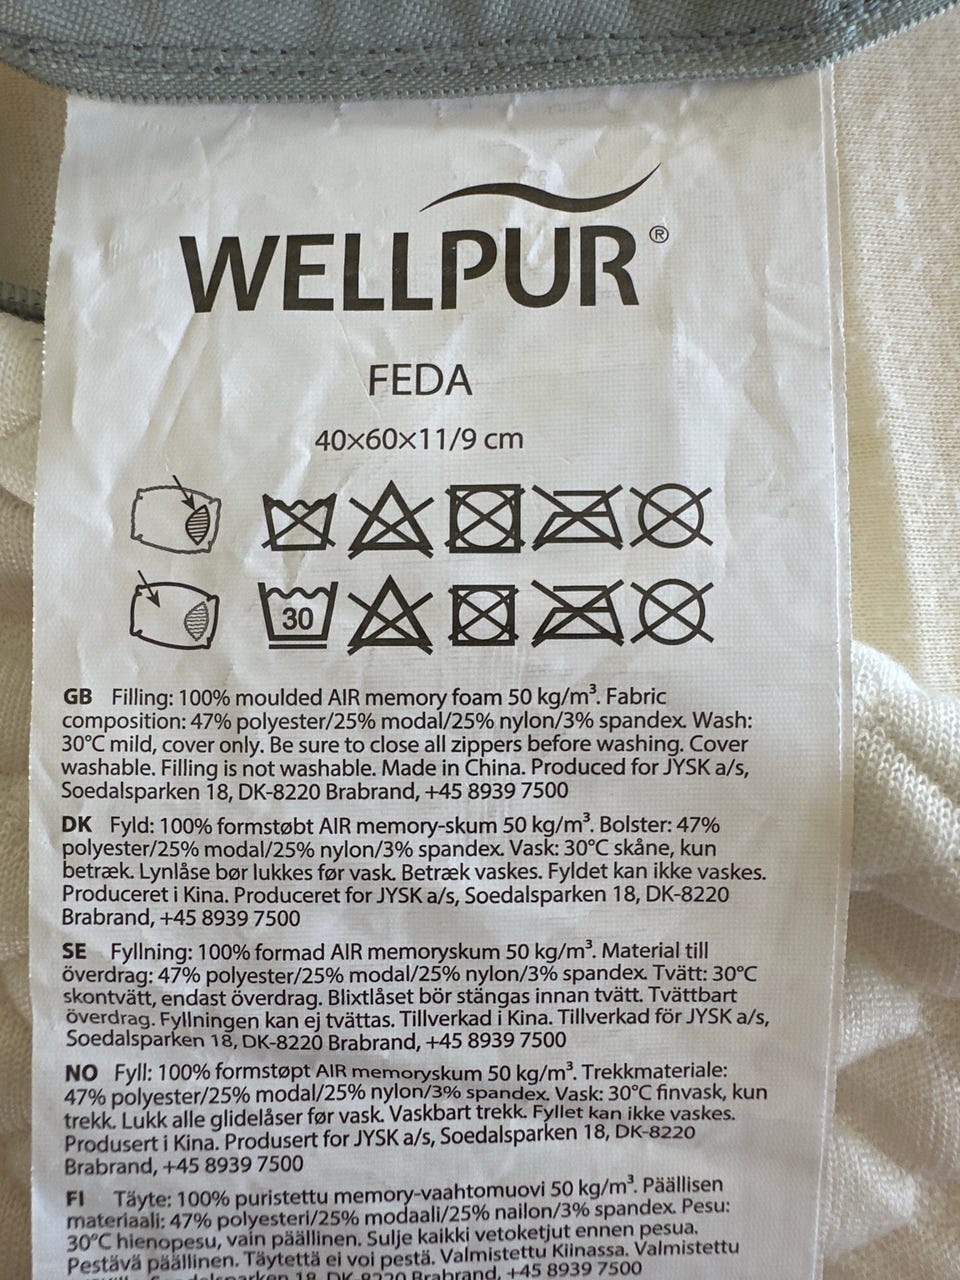 WELLPUR®
FEDA
40×60×11/9 cm
30
GB Filling: 100% moulded AIR memory foam 50 kg/m³. Fabric
composition: 47% polyester/25% modal/25% nylon/3% spandex. Wash:
30°C mild, cover only. Be sure to close all zippers before washing. Cover
washable. Filling is not washable. Made in China. Produced for JYSK a/s,
Soedalsparken 18, DK-8220 Brabrand, +45 8939 7500
DK Fyld: 100% formstøbt AIR memory-skum 50 kg/m³. Bolster: 47%
polyester/25% modal/25% nylon/3% spandex. Vask: 30°C skåne, kun
betræk. Lynlåse bør lukkes før vask. Betræk vaskes. Fyldet kan ikke vaskes.
Produceret i Kina. Produceret for JYSK a/s, Soedalsparken 18, DK-8220
Brabrand, +45 8939 7500
SE Fyllning: 100% formad AIR memoryskum 50 kg/m³. Material till
överdrag: 47% polyester/25% modal/25% nylon/3% spandex. Tvätt: 30°C
skontvätt, endast överdrag. Blixtlåset bör stängas innan tvätt. Tvättbart
överdrag. Fyllningen kan ej tvättas. Tillverkad i Kina. Tillverkad för JYSK a/s,
Soedalsparken 18, DK-8220 Brabrand, +45 8939 7500
NO Fyll: 100% formstøpt AIR memoryskum 50 kg/m³. Trekkmateriale:
47% polyester/25% modal/25% nylon/3% spandex. Vask: 30°C finvask, kun
trekk. Lukk alle glidelåser før vask. Vaskbart trekk. Fyllet kan ikke vaskes.
Produsert i Kina. Produsert for JYSK a/s, Soedalsparken 18, DK-8220
Brabrand, +45 8939 7500
FI Täyte: 100% puristettu memory-vaahtomuovi 50 kg/m³. Päällisen
materiaali: 47% polyesteri/25% modaali/25% nailon/3% spandex. Pesu:
30°C hienopesu, vain päällinen. Sulje kaikki vetoketjut ennen pesua.
Pestävä päällinen. Täytettä ei voi pestä. Valmistettu Kiinassa. Valmistettu
Soedalsparken 18, DK-8220 Brabrand, +45 8939 7500